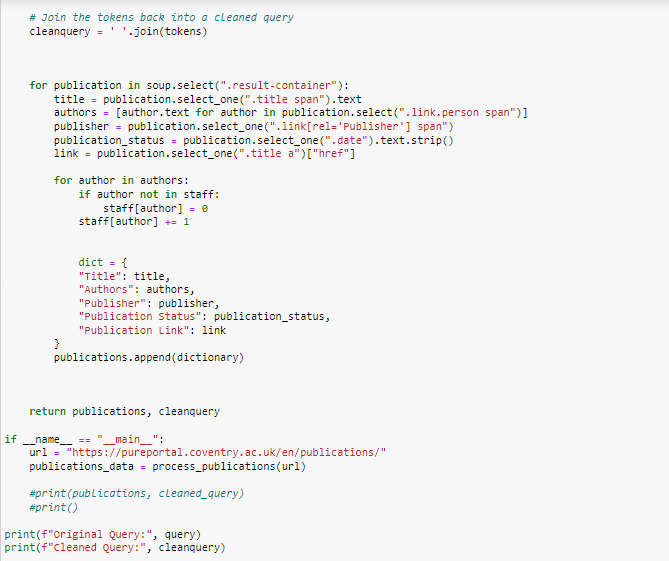 # Join the tokens back into a cleaned query
cleanquery = ' '.join(tokens)
for publication in soup.select(".result-container"):
title = publication.select_one(".title span").text
authors = [author.text for author in publication.select(".link.person span")]
publisher = publication.select_one(".link[rel='Publisher'] span")
publication_status = publication.select_one(".date").text.strip()
link = publication.select_one(".title a")["href"]
for author in authors:
if author not in staff:
staff[author] = 0
staff[author] += 1
dict = {
"Title": title,
"Authors": authors,
"Publisher": publisher,
"Publication Status": publication_status,
"Publication Link": link
}
publications.append(dictionary)
return publications, cleanquery
if __name__ == "__main__":
url = "https://pureportal.coventry.ac.uk/en/publications/"
publications_data = process_publications(url)
#print(publications, cleaned_query)
#print()
print(f"Original Query:", query)
print(f"Cleaned Query:", cleanquery)